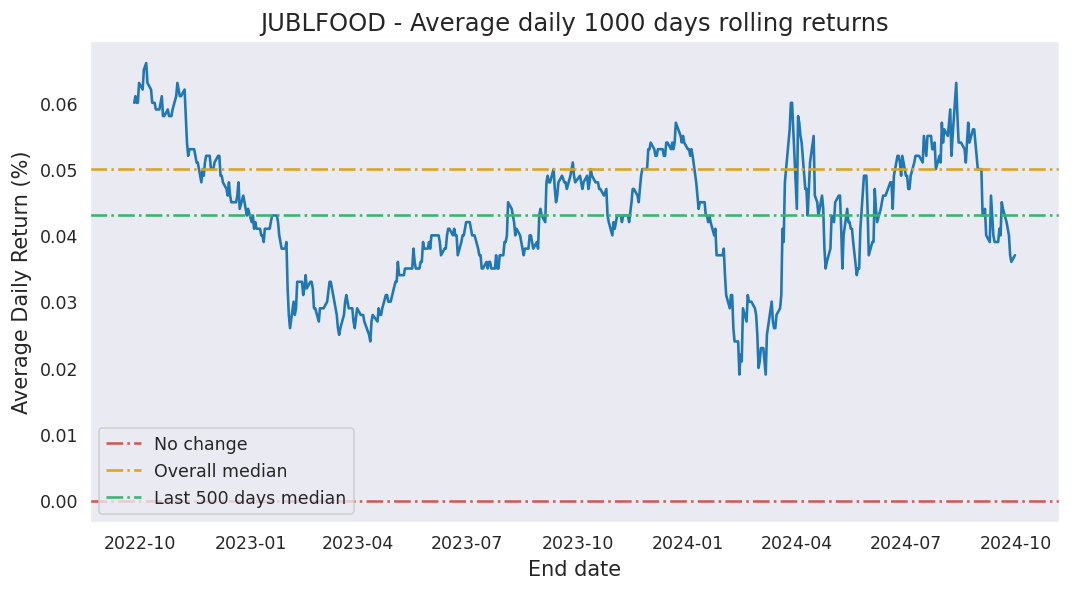 JUBLFOOD - Average daily 1000 days rolling returns
Average Daily Return (%)
0.06
0.05
0.04
0.03
0.02
0.01
0.00
No change
Overall median
Last 500 days median
2022-10 2023-01 2023-04 2023-07 2023-10 2024-01 2024-04 2024-07 2024-10
End date